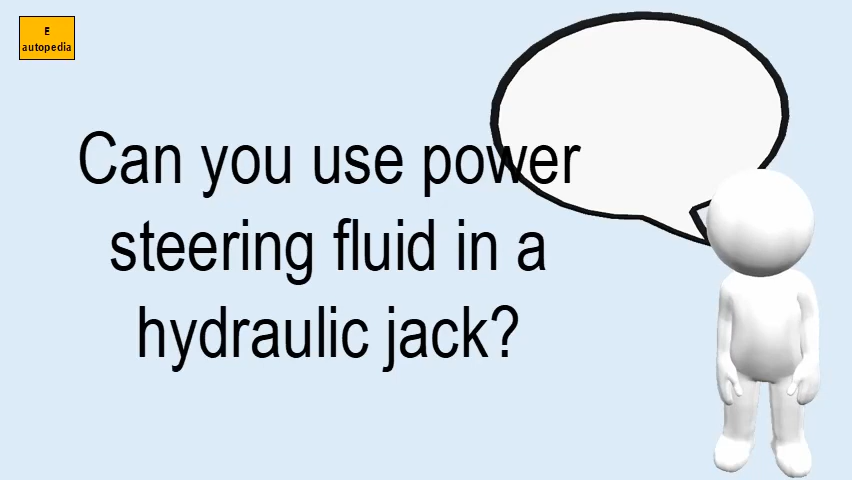 E
autopedia
Can you use power
steering fluid in a
hydraulic jack?